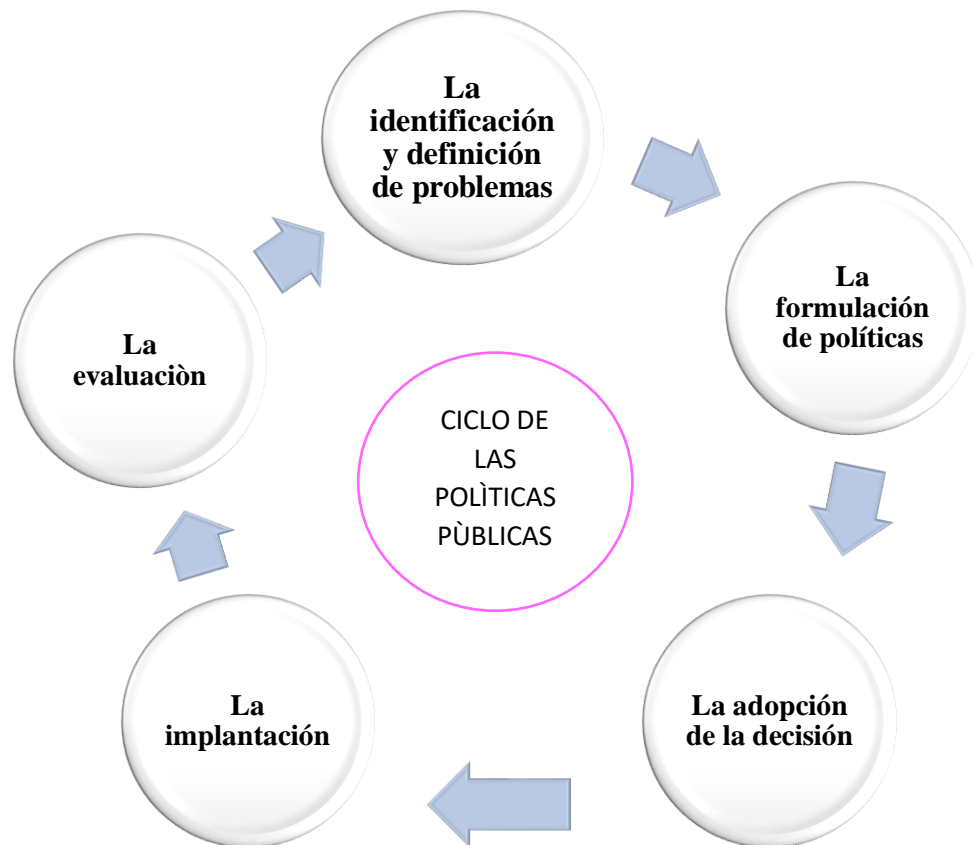 La
identificación
y definición
de problemas
La
formulación
de políticas
La
evaluaciòn
CICLO DE
LAS
POLÌTICAS
PÙBLICAS
La adopción
de la decisión
La
implantación